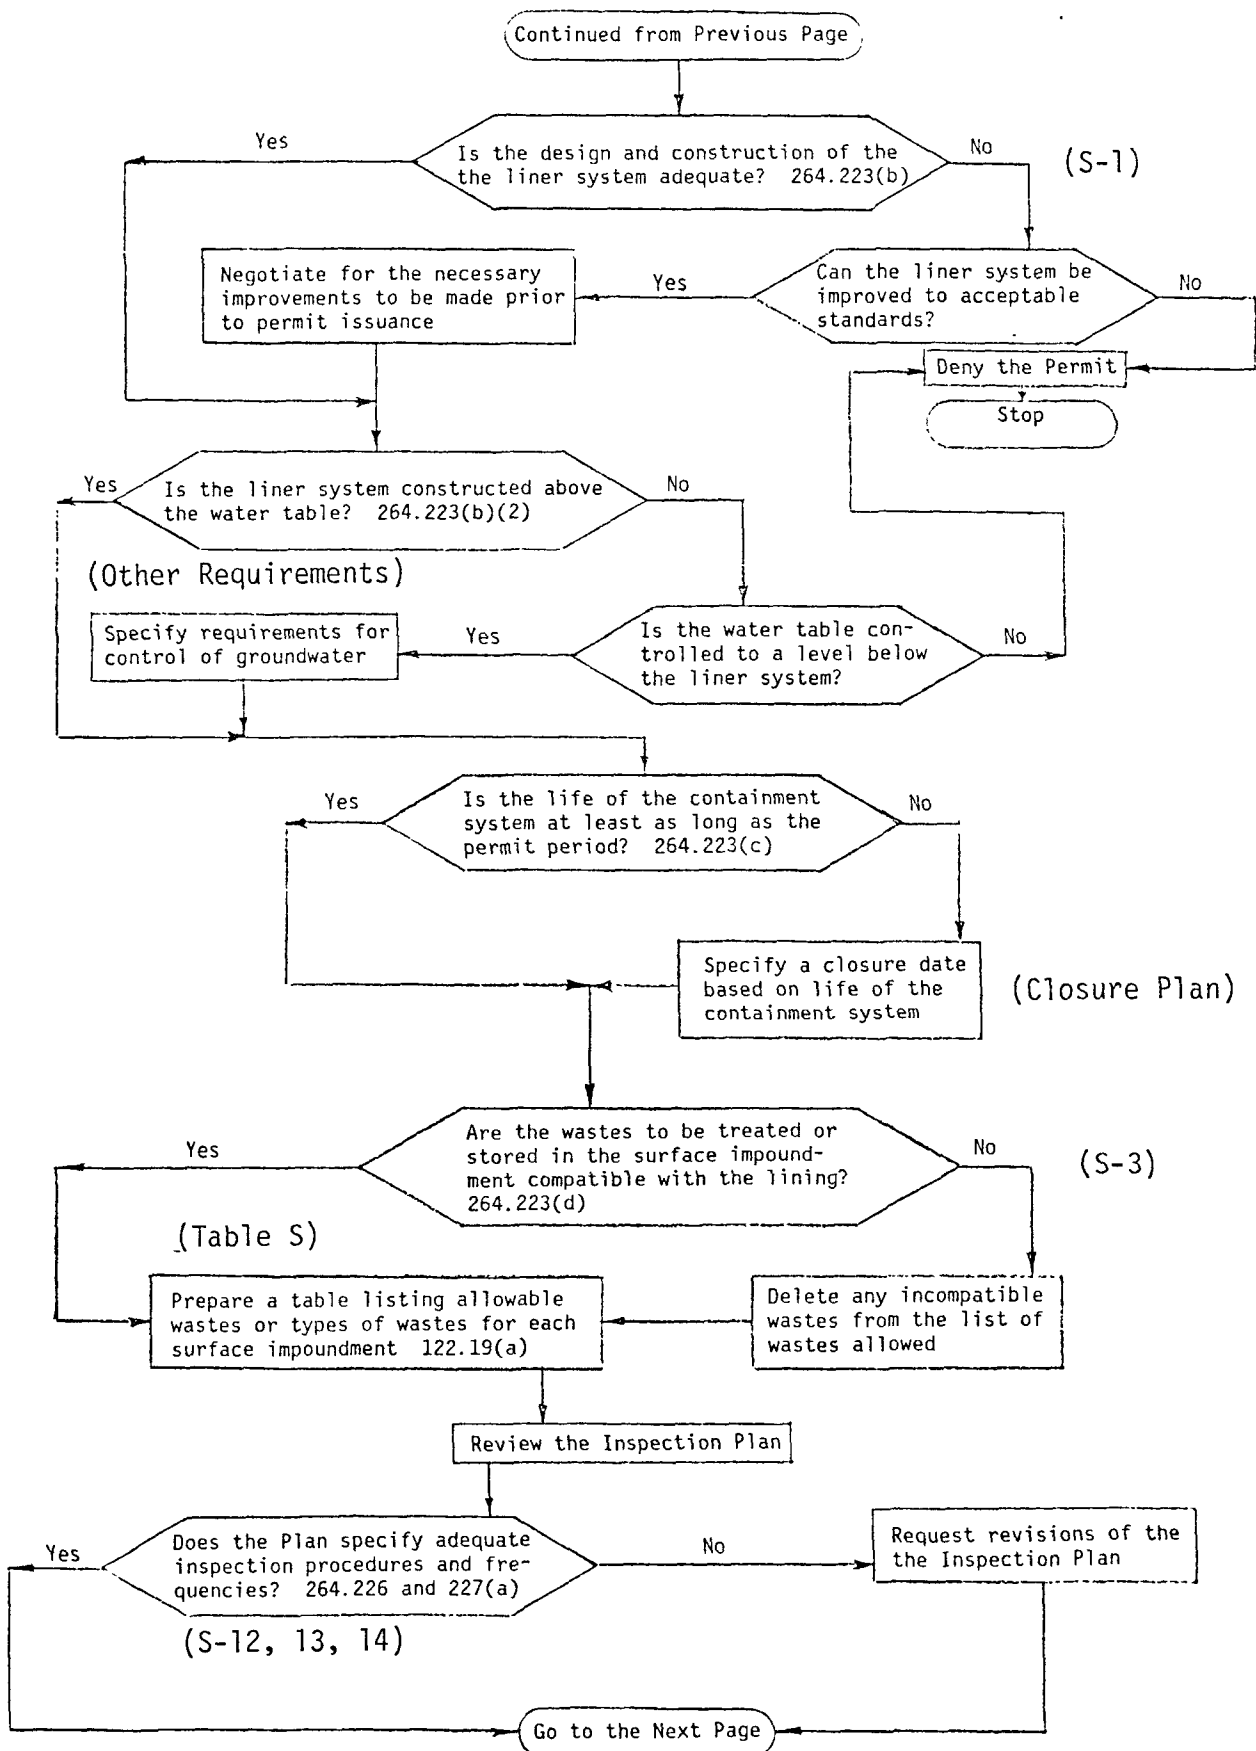 Continued from Previous Page
Yes
Is the design and construction of the
the liner system adequate? 264.223(b)
No
(S-1)
Negotiate for the necessary
improvements to be made prior
to permit issuance
Yes
Can the liner system be
improved to acceptable
standards?
No
Deny the Permit
Stop
Yes
Is the liner system constructed above
the water table? 264.223(b)(2)
No
(Other Requirements)
Specify requirements for
control of groundwater
Yes
Is the water table con-
trolled to a level below
the liner system?
No
Yes
Is the life of the containment
system at least as long as the
permit period? 264.223(c)
No
Specify a closure date
based on life of the
containment system
(Closure Plan)
Yes
Are the wastes to be treated or
stored in the surface impound-
ment compatible with the lining?
264.223(d)
No
(S-3)
(Table S)
Prepare a table listing allowable
wastes or types of wastes for each
surface impoundment 122.19(a)
Delete any incompatible
wastes from the list of
wastes allowed
Review the Inspection Plan
Yes
Does the Plan specify adequate
inspection procedures and fre-
quencies? 264.226 and 227(a)
No
Request revisions of the
the Inspection Plan
(S-12, 13, 14)
Go to the Next Page